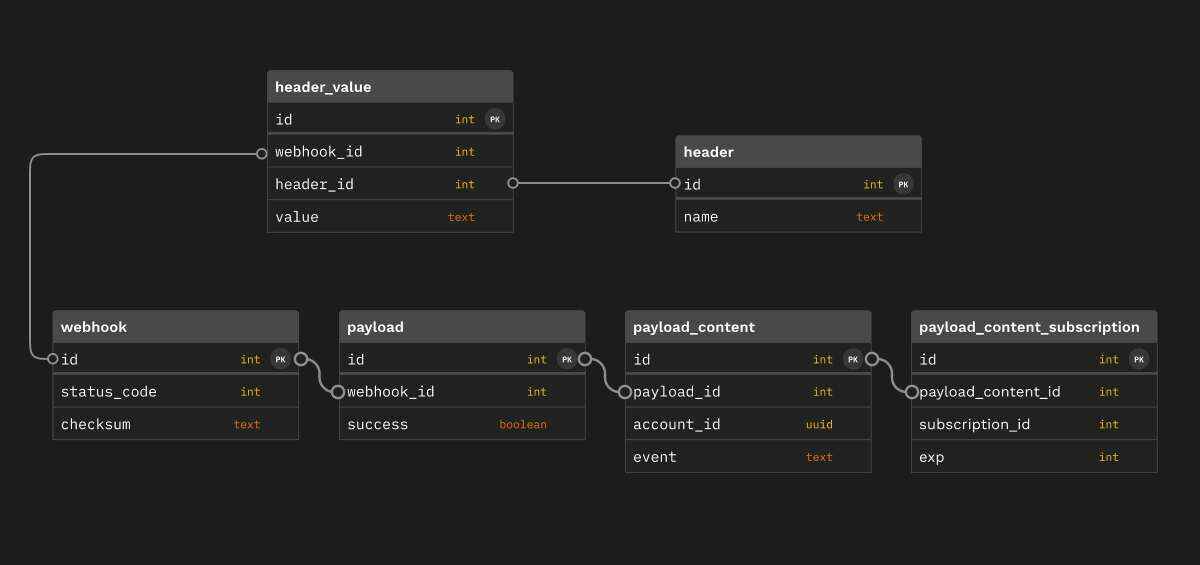 header_value
id int PK
webhook_id int
header_id int
value text
header
id int PK
name text
webhook
id int PK
status_code int
checksum text
payload
id int PK
webhook_id int
success boolean
payload_content
id int PK
payload_id int
account_id uuid
event text
payload_content_subscription
id int PK
payload_content_id int
subscription_id int
exp int